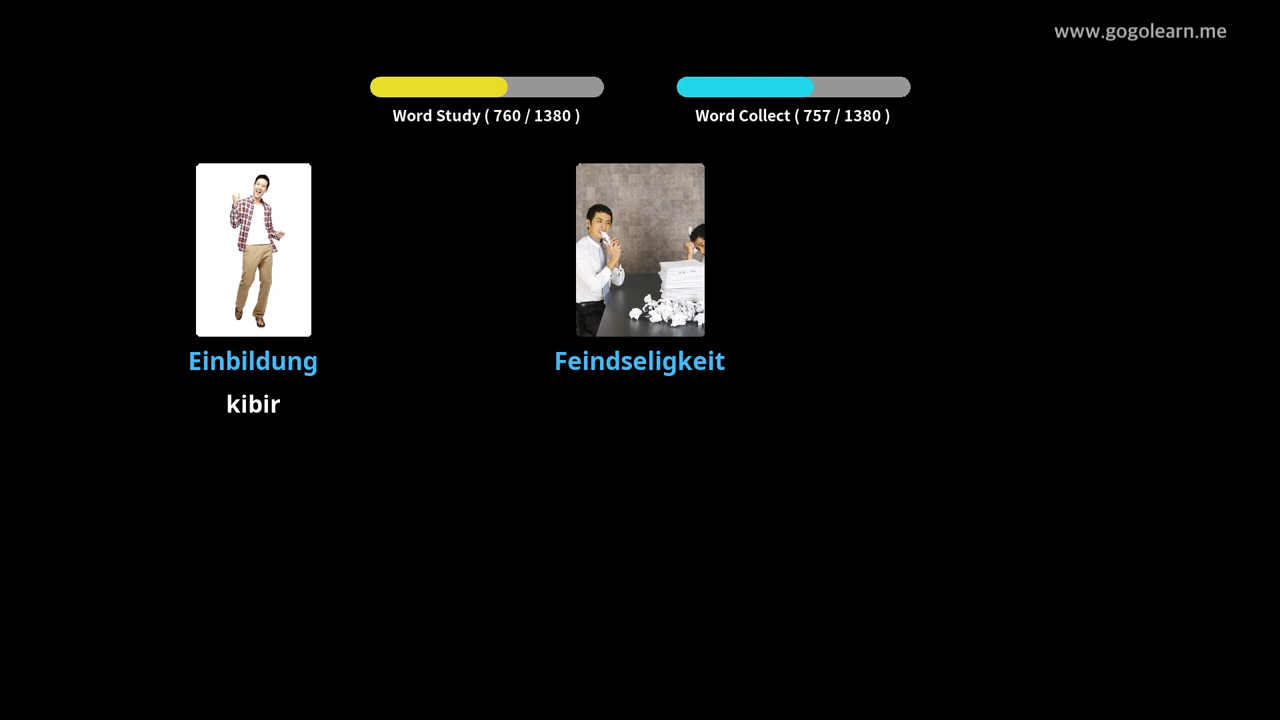 www.gogolearn.me
Word Study ( 760 / 1380 )
Word Collect ( 757 / 1380 )
Einbildung
Feindseligkeit
kibir